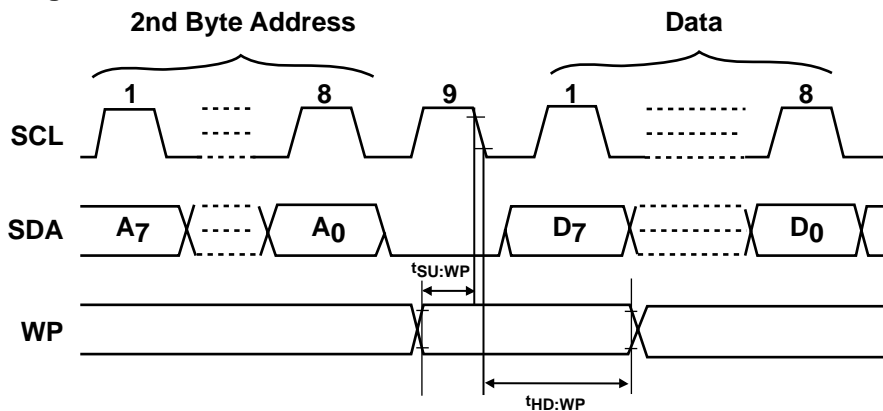 2nd Byte Address Data
1 8 9 1 8
SCL
SDA A7 A0 D7 D0
tSU:WP
WP
tHD:WP